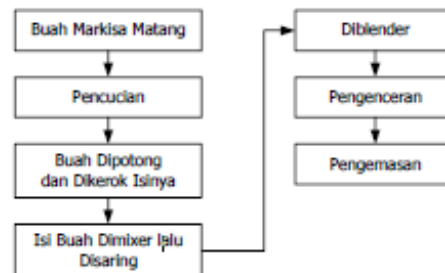 Buah Markisa Matang
Pencucian
Buah Dipotong
dan Dikerok Isinya
Isi Buah Dimixer lalu
Disaring
Diblender
Pengenceran
Pengemasan